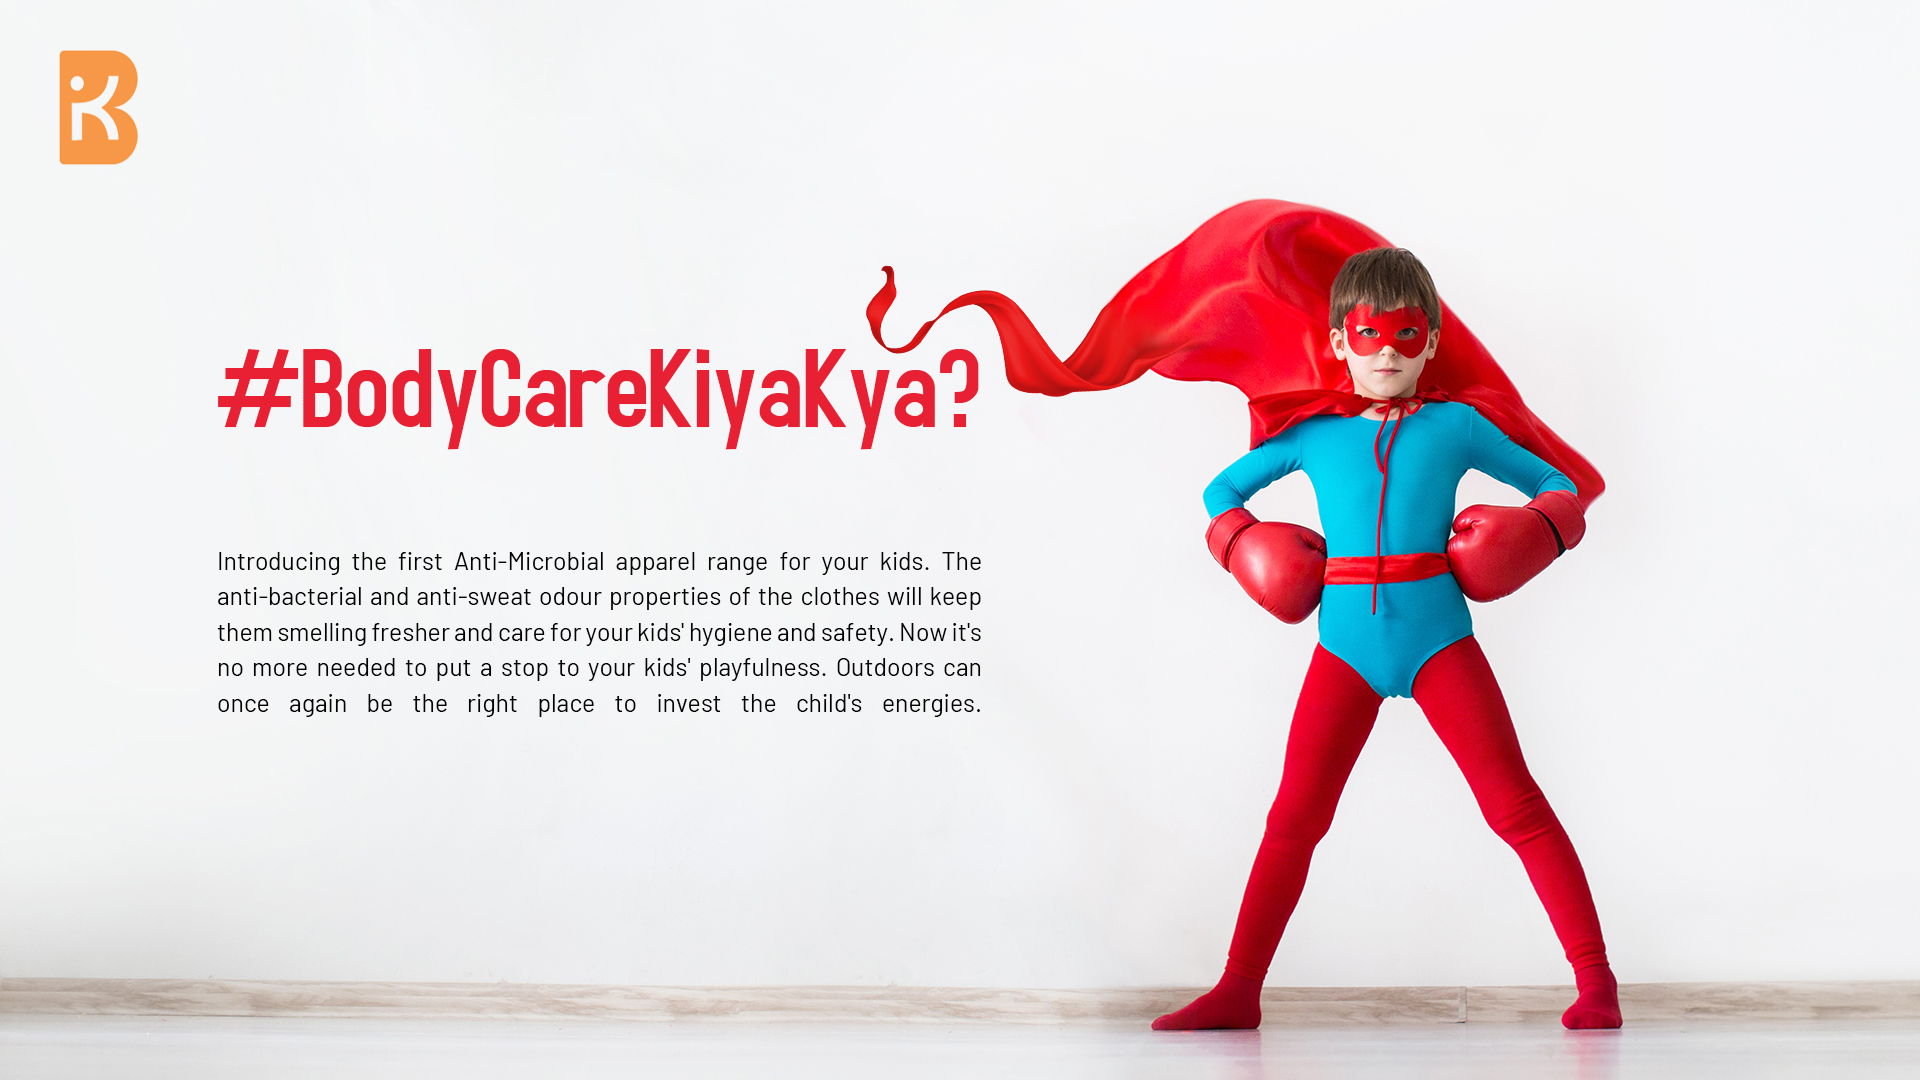 BK
#BodyCareKiyaKya?
Introducing the first Anti-Microbial apparel range for your kids. The
anti-bacterial and anti-sweat odour properties of the clothes will keep
them smelling fresher and care for your kids' hygiene and safety. Now it's
no more needed to put a stop to your kids' playfulness. Outdoors can
once again be the right place to invest the child's energies.